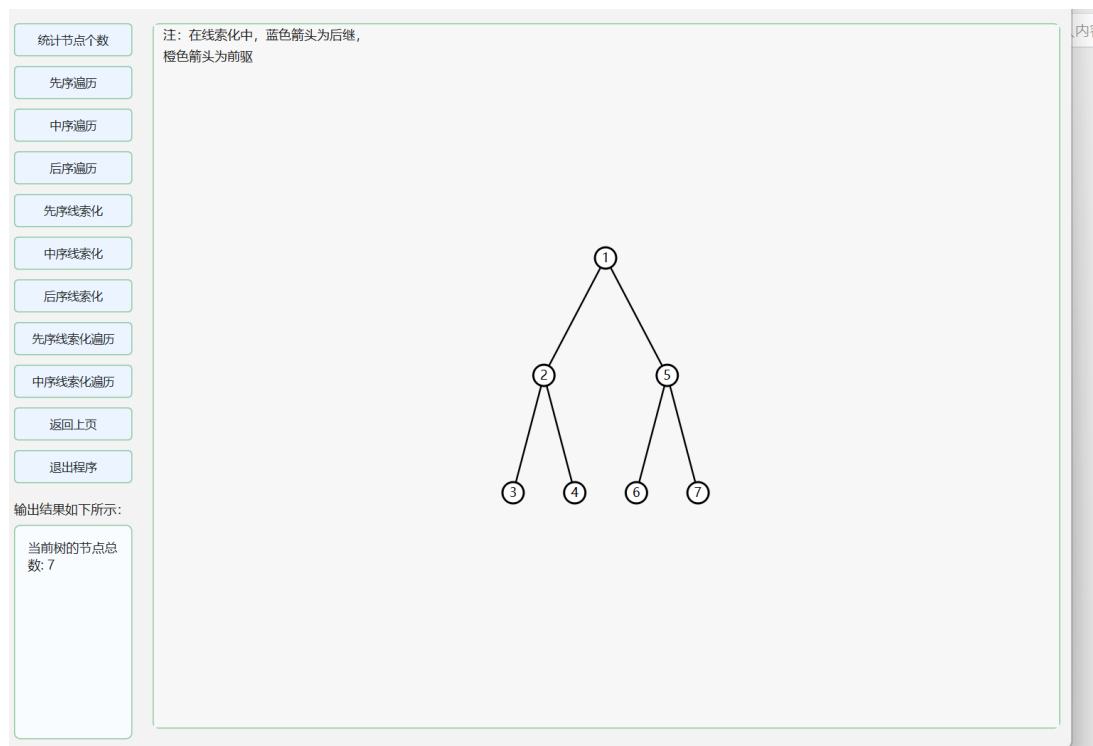 统计节点个数
先序遍历
中序遍历
后序遍历
先序线索化
中序线索化
后序线索化
先序线索化遍历
中序线索化遍历
返回上页
退出程序
输出结果如下所示：
当前树的节点总
数: 7
注：在线索化中，蓝色箭头为后继，
橙色箭头为前驱
1
2
5
3
4
6
7
内容